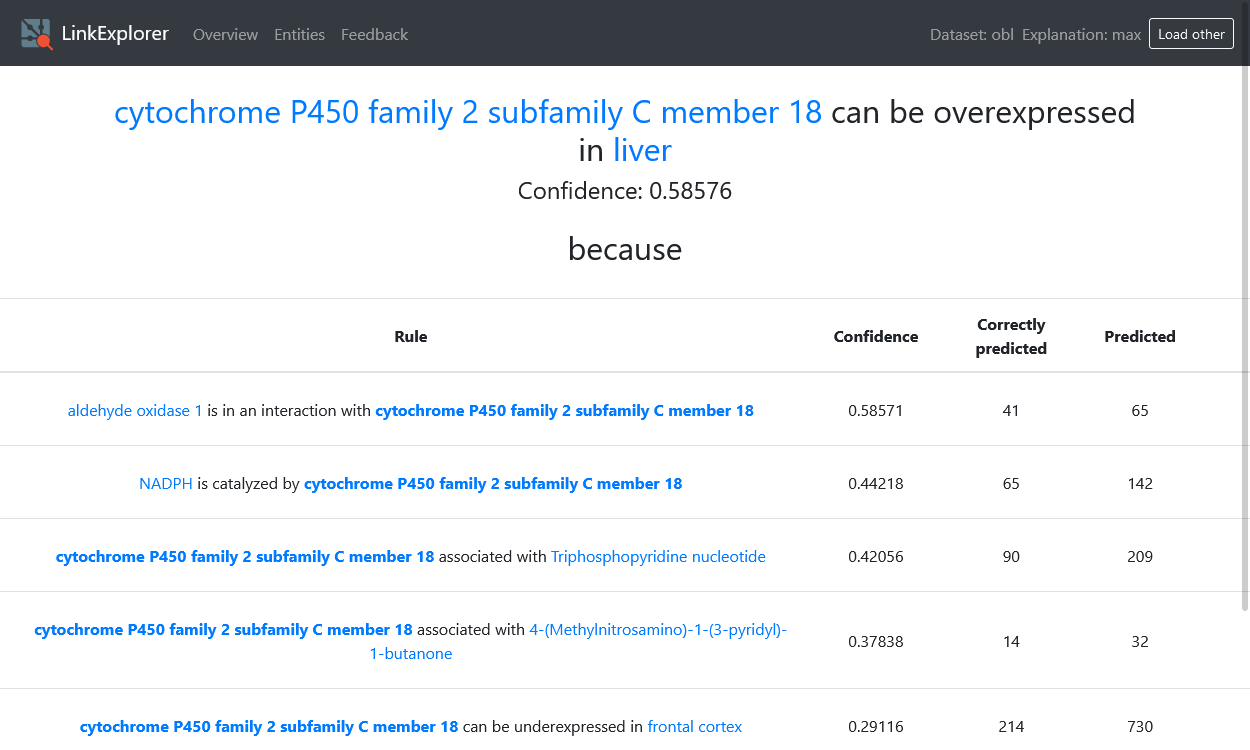 LinkExplorer Overview Entities Feedback Dataset: obl Explanation: max Load other
cytochrome P450 family 2 subfamily C member 18 can be overexpressed
in liver
Confidence: 0.58576
because
Rule Confidence Correctly predicted Predicted
aldehyde oxidase 1 is in an interaction with cytochrome P450 family 2 subfamily C member 18 0.58571 41 65
NADPH is catalyzed by cytochrome P450 family 2 subfamily C member 18 0.44218 65 142
cytochrome P450 family 2 subfamily C member 18 associated with Triphosphopyridine nucleotide 0.42056 90 209
cytochrome P450 family 2 subfamily C member 18 associated with 4-(Methylnitrosamino)-1-(3-pyridyl)-
1-butanone 0.37838 14 32
cytochrome P450 family 2 subfamily C member 18 can be underexpressed in frontal cortex 0.29116 214 730